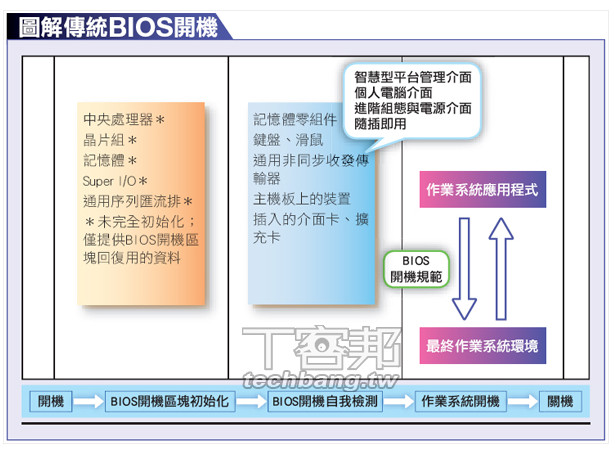 圖解傳統BIOS開機
智慧型平台管理介面
個人電腦介面
進階組態與電源介面
隨插即用
中央處理器＊
晶片組＊
記憶體＊
Super I/O＊
通用序列匯流排＊
＊未完全初始化；
僅提供BIOS開機區
塊回復用的資料
記憶體零組件
鍵盤、滑鼠
通用非同步收發傳
輸器
主機板上的裝置
插入的介面卡、擴
充卡
作業系統應用程式
BIOS
開機規範
最終作業系統環境
T客邦
techbang.tw
開機
BIOS開機區塊初始化
BIOS開機自我檢測
作業系統開機
關機